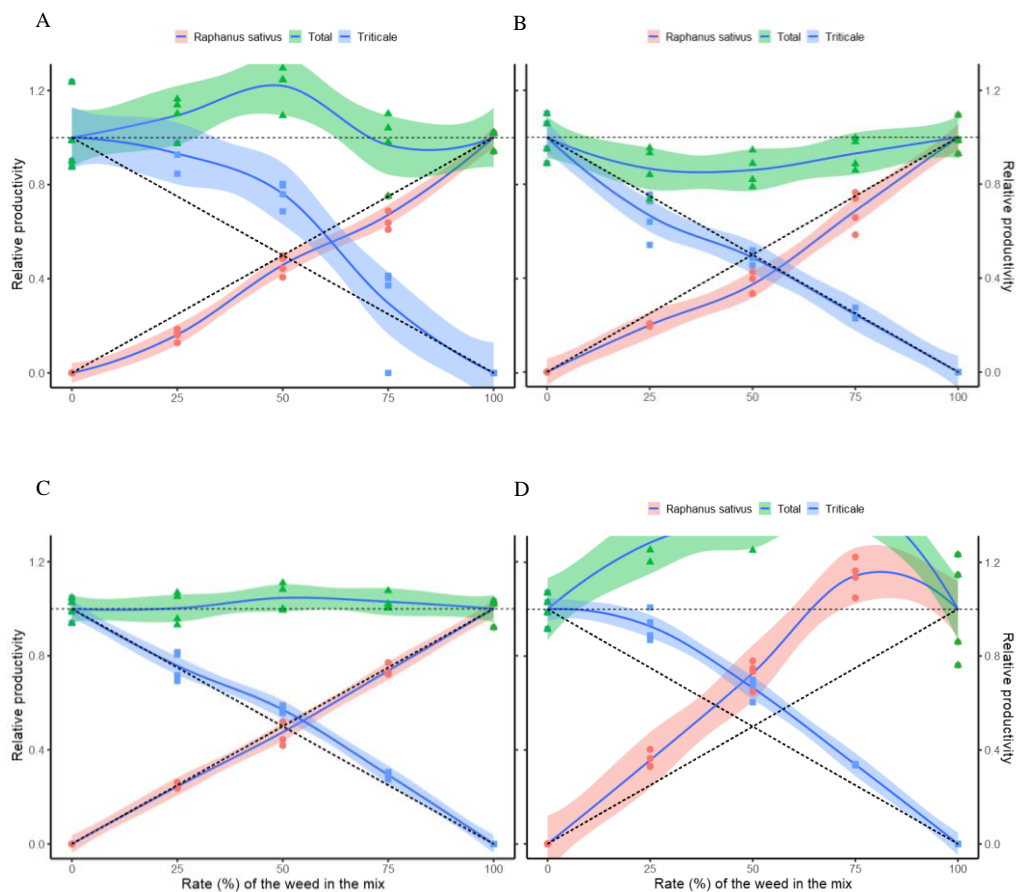 A
Raphanus sativus Total Triticale
B
Raphanus sativus Total Triticale
1.2
0.8
0.4
0.0
Relative productivity
0 25 50 75 100
1.2
0.8
0.4
0.0
Relative productivity
0 25 50 75 100
C
D
Raphanus sativus Total Triticale
1.2
0.8
0.4
0.0
Relative productivity
0 25 50 75 100
Rate (%) of the weed in the mix
1.2
0.8
0.4
0.0
Relative productivity
0 25 50 75 100
Rate (%) of the weed in the mix